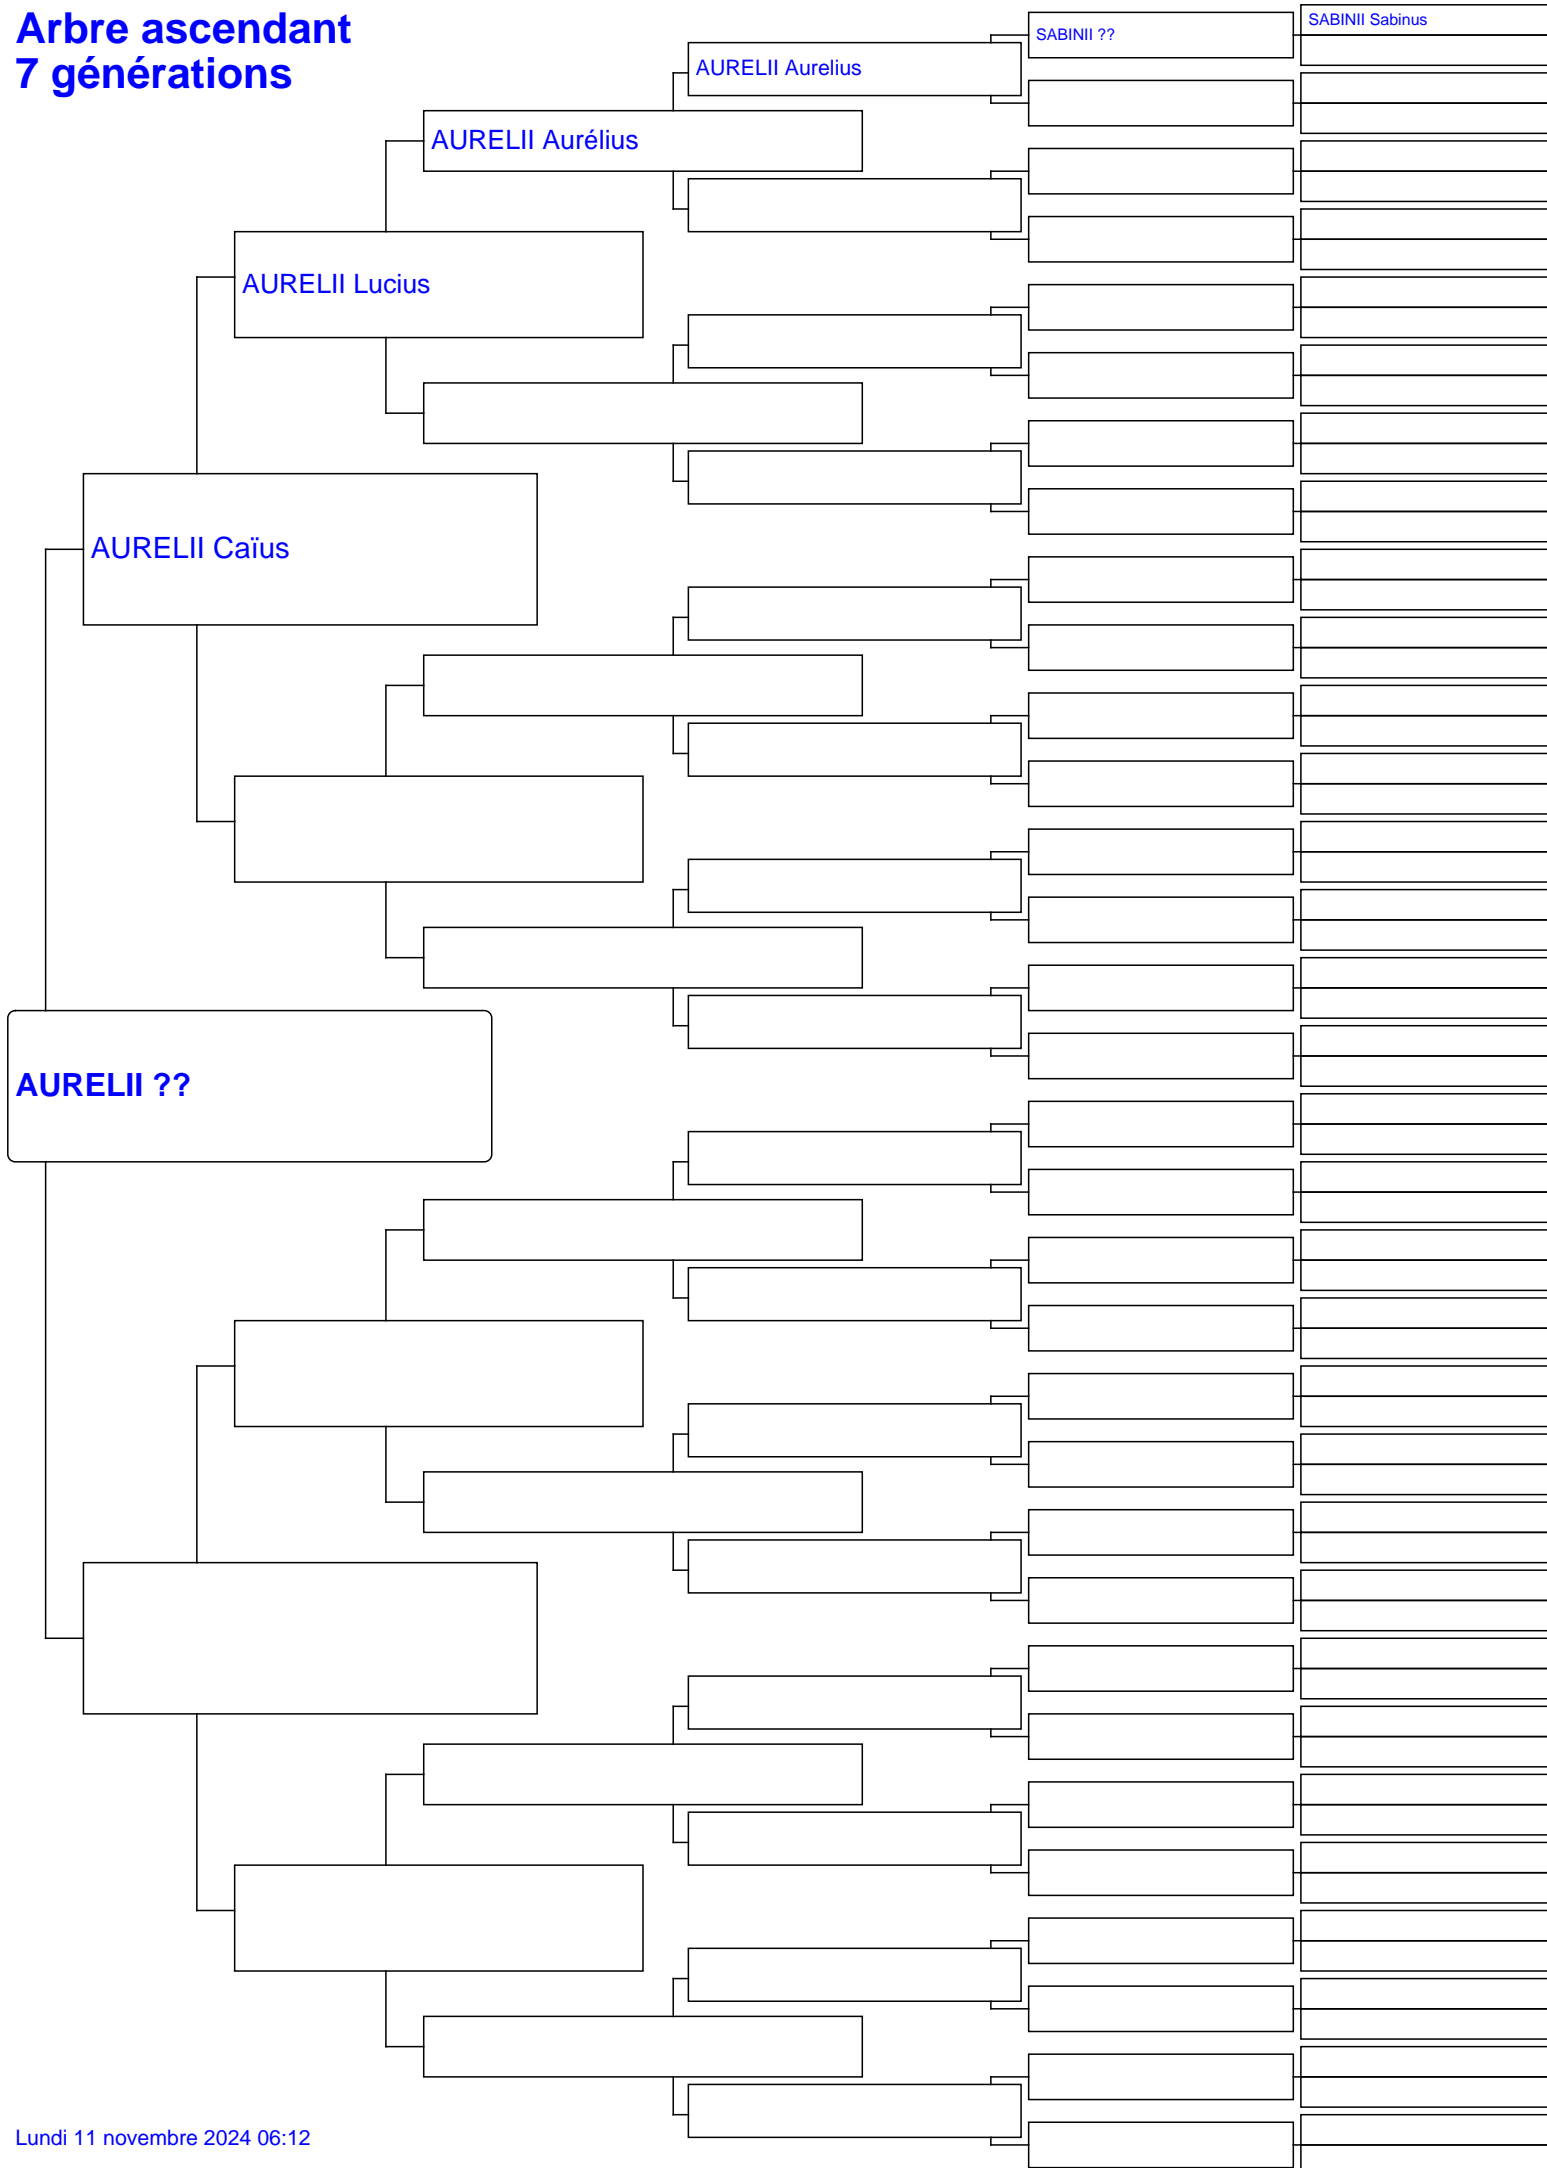 Arbre ascendant
7 générations
SABINII Sabinus
SABINII ??
AURELII Aurelius
AURELII Aurélius
AURELII Lucius
AURELII Caïus
AURELII ??
Lundi 11 novembre 2024 06:12